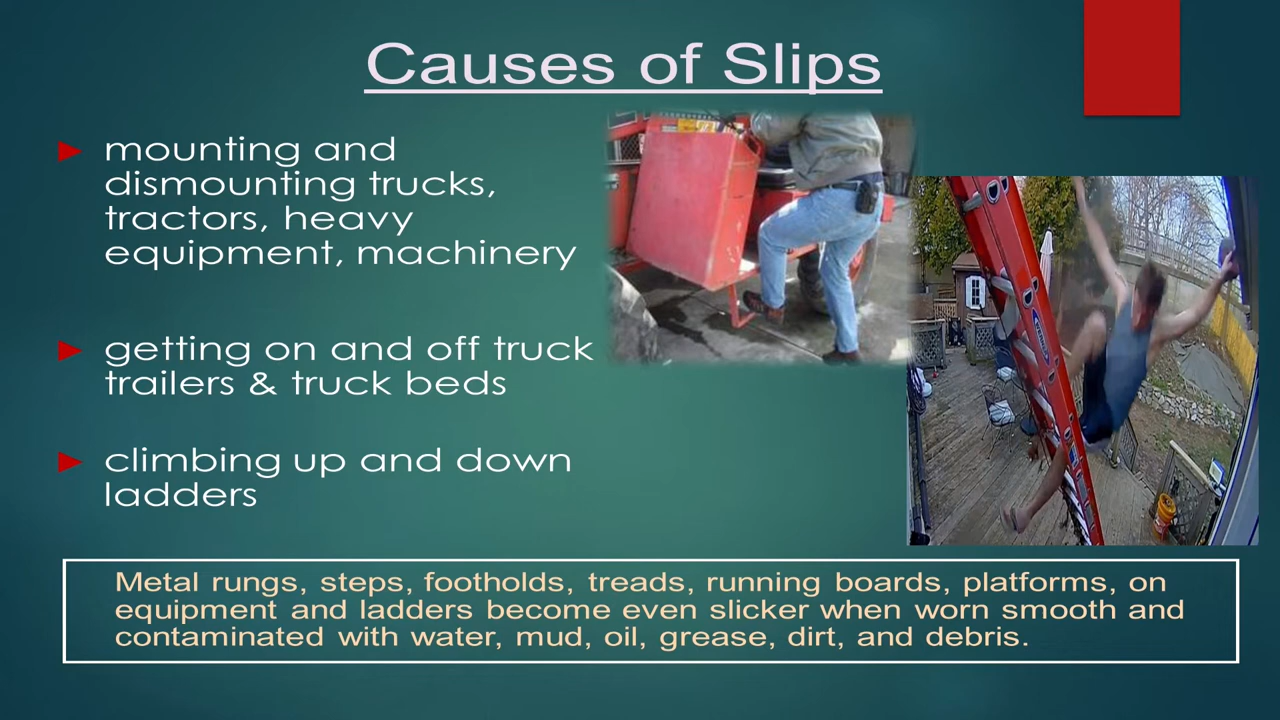 Causes of Slips
mounting and
dismounting trucks,
tractors, heavy
equipment, machinery
getting on and off truck
trailers & truck beds
climbing up and down
ladders
Metal rungs, steps, footholds, treads, running boards, platforms, on
equipment and ladders become even slicker when worn smooth and
contaminated with water, mud, oil, grease, dirt, and debris.